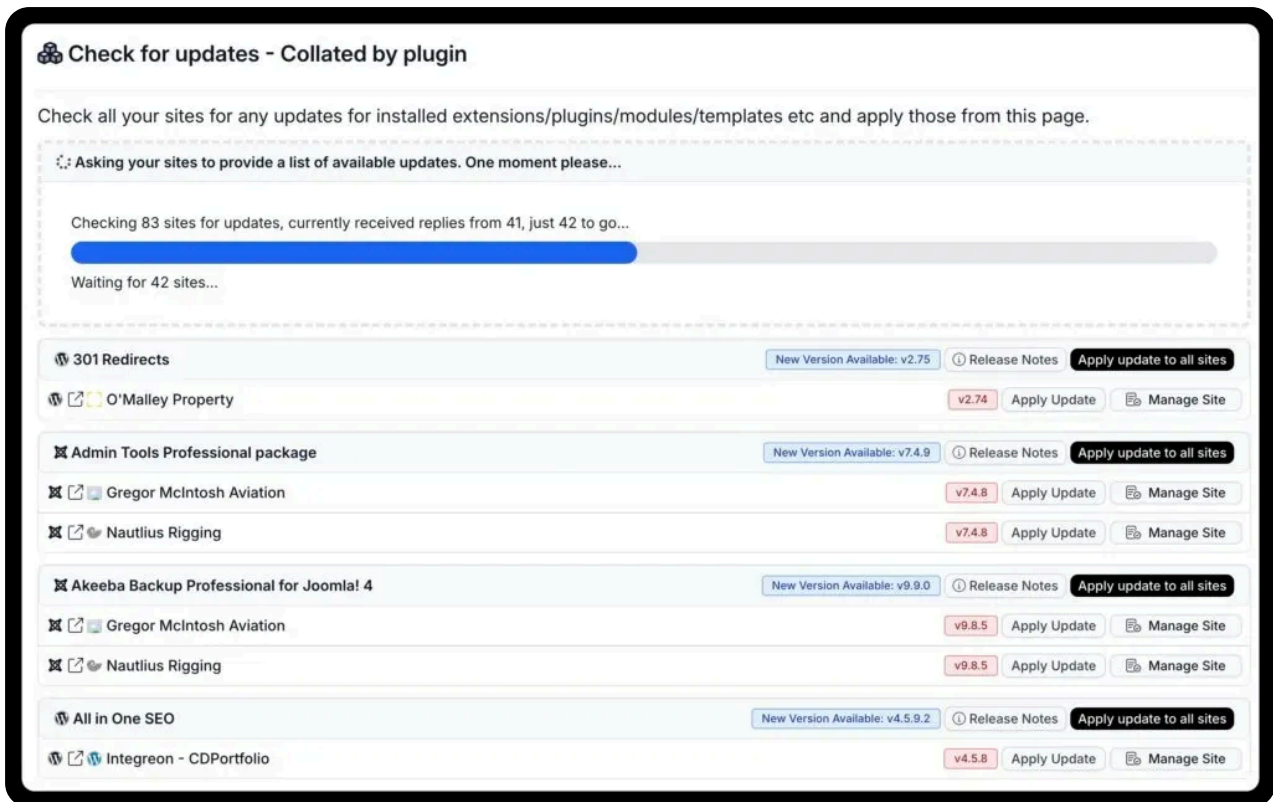 Check for updates - Collated by plugin
Check all your sites for any updates for installed extensions/plugins/modules/templates etc and apply those from this page.
Asking your sites to provide a list of available updates. One moment please...
Checking 83 sites for updates, currently received replies from 41, just 42 to go...
Waiting for 42 sites...
301 Redirects New Version Available: v2.75 Release Notes Apply update to all sites
O'Malley Property v2.74 Apply Update Manage Site
Admin Tools Professional package New Version Available: v7.4.9 Release Notes Apply update to all sites
Gregor McIntosh Aviation v7.4.8 Apply Update Manage Site
Nautlius Rigging v7.4.8 Apply Update Manage Site
Akeeba Backup Professional for Joomla! 4 New Version Available: v9.9.0 Release Notes Apply update to all sites
Gregor McIntosh Aviation v9.8.5 Apply Update Manage Site
Nautlius Rigging v9.8.5 Apply Update Manage Site
All in One SEO New Version Available: v4.5.9.2 Release Notes Apply update to all sites
Integreon - CDPortfolio v4.5.8 Apply Update Manage Site